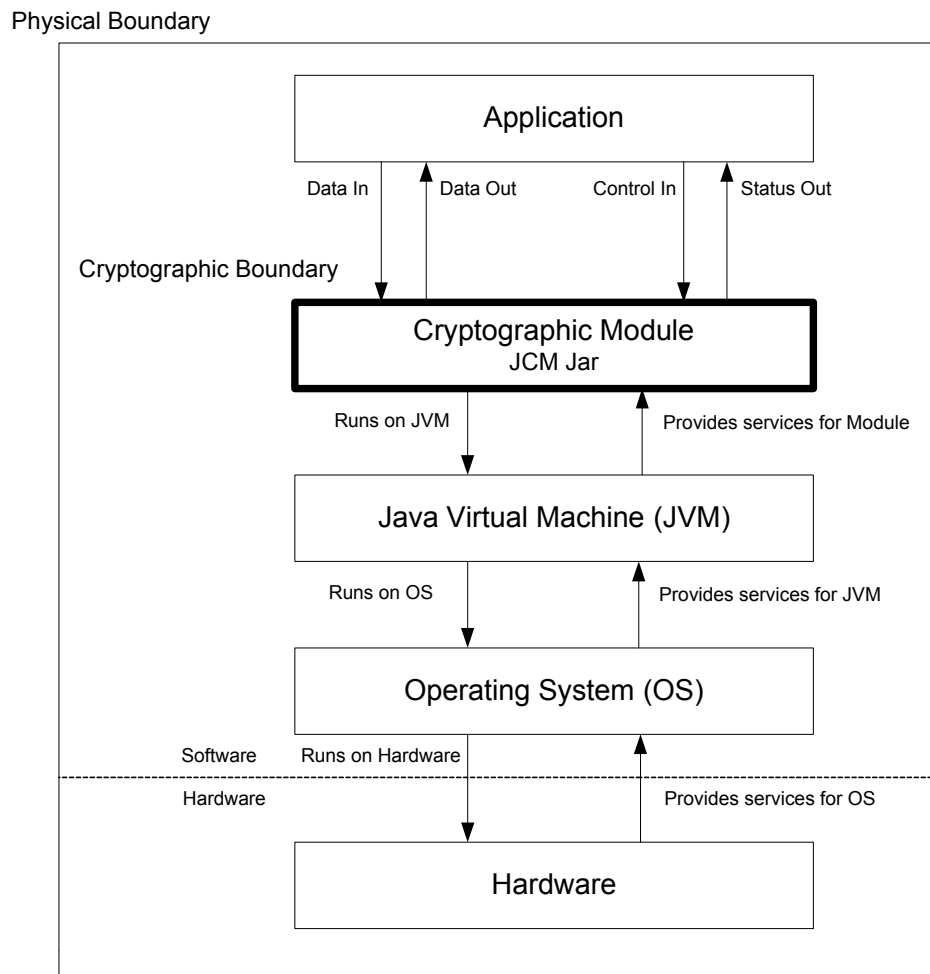 Physical Boundary
Application
Data In
Data Out
Control In
Status Out
Cryptographic Boundary
Cryptographic Module
JCM Jar
Runs on JVM
Provides services for Module
Java Virtual Machine (JVM)
Runs on OS
Provides services for JVM
Operating System (OS)
Software
Runs on Hardware
Hardware
Provides services for OS
Hardware